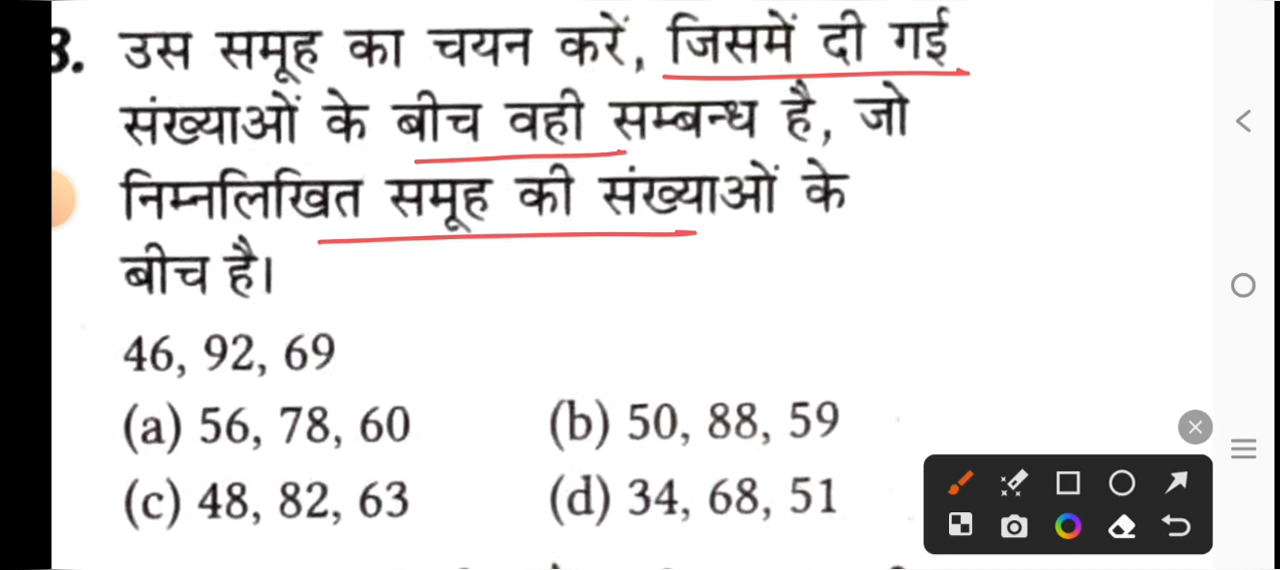 3. उस समूह का चयन करें, जिसमें दी गई
संख्याओं के बीच वही सम्बन्ध है, जो
निम्नलिखित समूह की संख्याओं के
बीच है।
46, 92, 69
(a) 56, 78, 60 (b) 50, 88, 59
(c) 48, 82, 63 (d) 34, 68, 51